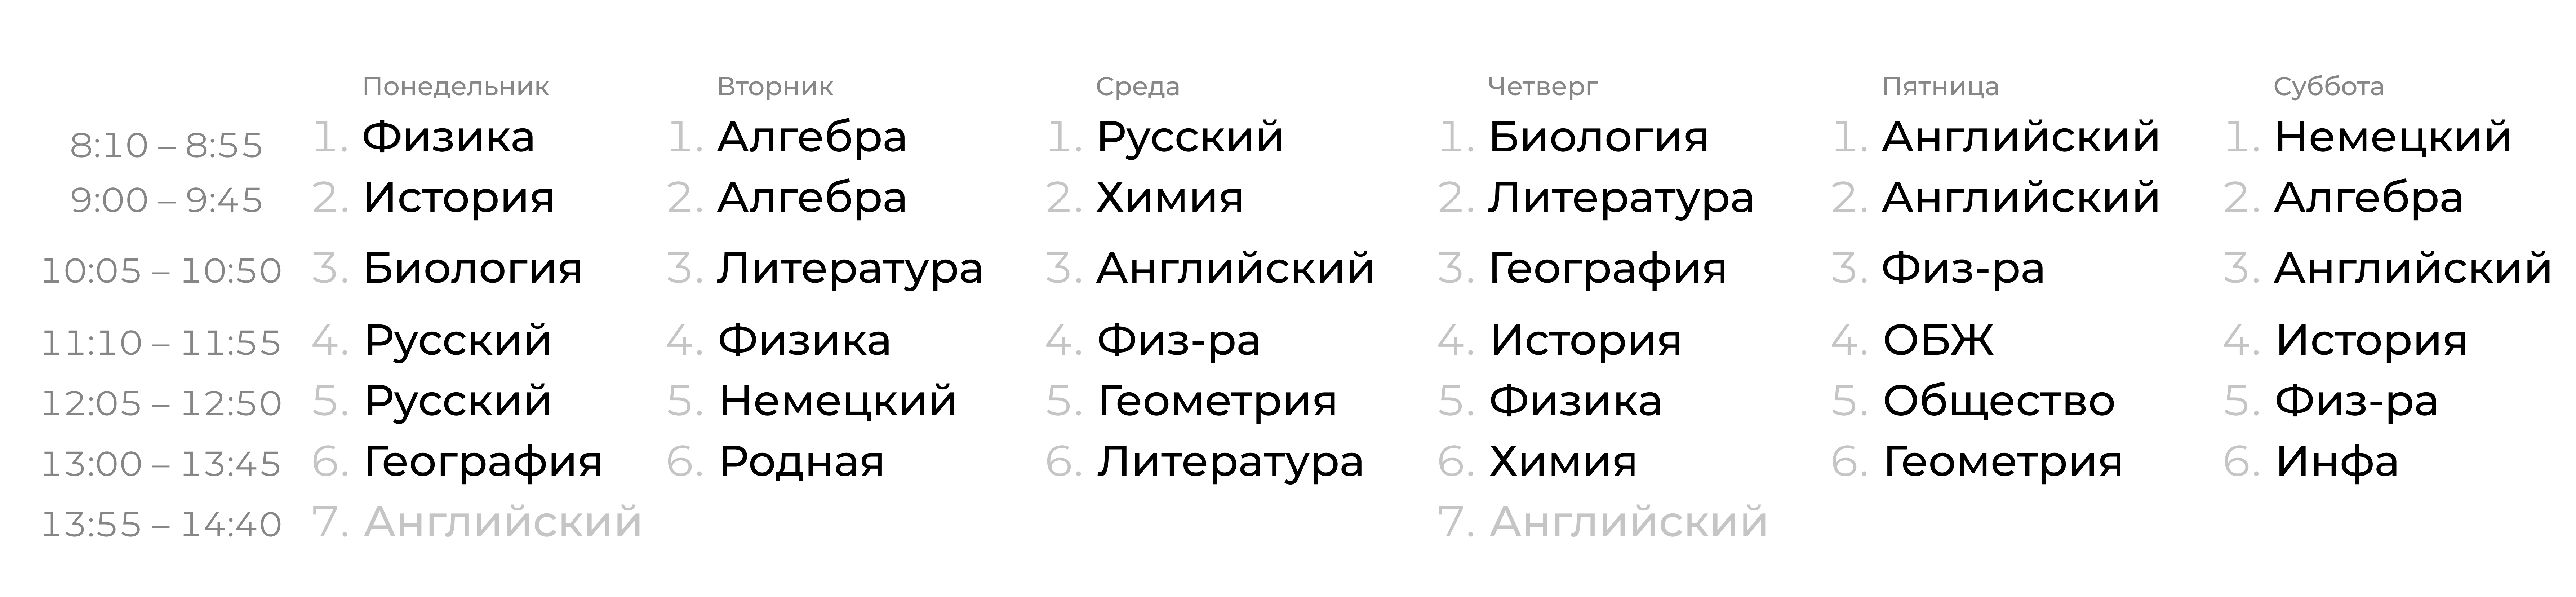 Понедельник Вторник Среда Четверг Пятница Суббота
8:10 – 8:55 1. Физика 1. Алгебра 1. Русский 1. Биология 1. Английский 1. Немецкий
9:00 – 9:45 2. История 2. Алгебра 2. Химия 2. Литература 2. Английский 2. Алгебра
10:05 – 10:50 3. Биология 3. Литература 3. Английский 3. География 3. Физ-ра 3. Английский
11:10 – 11:55 4. Русский 4. Физика 4. Физ-ра 4. История 4. ОБЖ 4. История
12:05 – 12:50 5. Русский 5. Немецкий 5. Геометрия 5. Физика 5. Общество 5. Физ-ра
13:00 – 13:45 6. География 6. Родная 6. Литература 6. Химия 6. Геометрия 6. Инфа
13:55 – 14:40 7. Английский 7. Английский